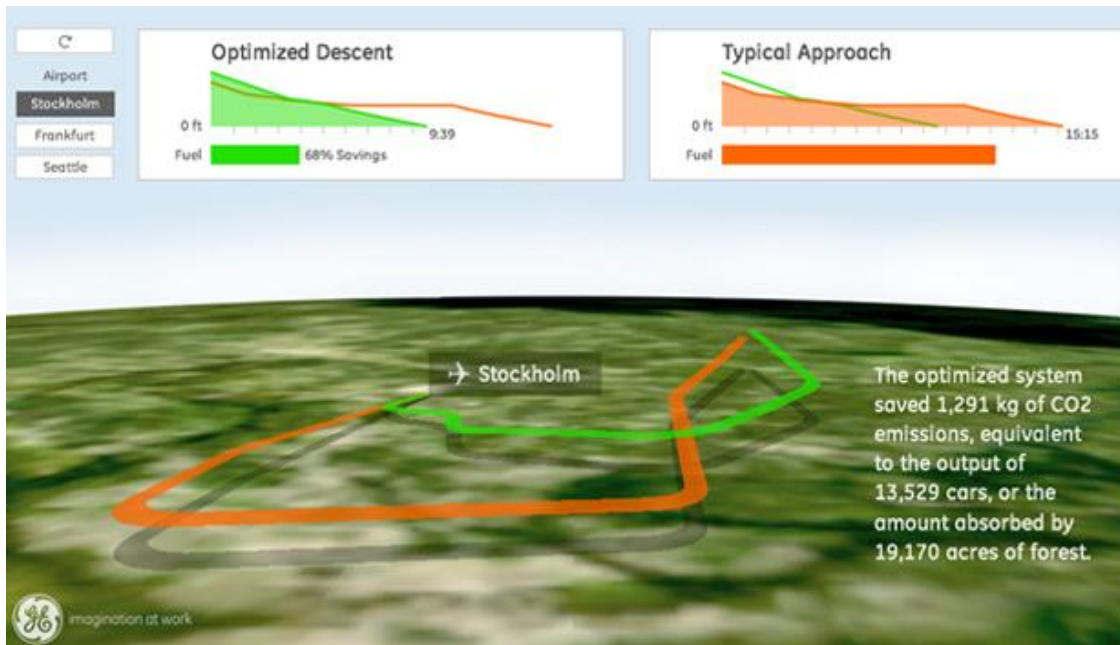 Airport
Stockholm
Frankfurt
Seattle
Optimized Descent
0 ft
9:39
Fuel
68% Savings
Typical Approach
0 ft
15:15
Fuel
Stockholm
The optimized system
saved 1,291 kg of CO2
emissions, equivalent
to the output of
13,529 cars, or the
amount absorbed by
19,170 acres of forest.
GE
imagination at work